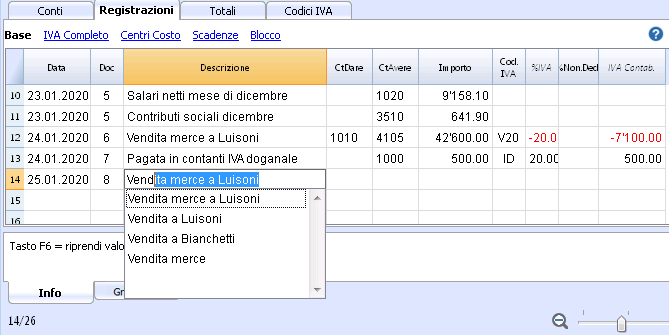 Conti Registrazioni Totali Codici IVA
Base IVA Completo Centri Costo Scadenze Blocco ?
Data Doc Descrizione CtDare CtAvere Importo Cod. IVA %IVA %Non.Ded IVA Contab.
10 23.01.2020 5 Salari netti mese di dicembre 1020 9'158.10
11 23.01.2020 5 Contributi sociali dicembre 3510 641.90
12 24.01.2020 6 Vendita merce a Luisoni 1010 4105 42'600.00 V20 -20.0 -7'100.00
13 24.01.2020 7 Pagata in contanti IVA doganale 1000 500.00 ID 20.00 500.00
14 25.01.2020 8 Vendita merce a Luisoni
15
16
Vendita merce a Luisoni
Vendita a Luisoni
Vendita a Bianchetti
Vendita merce
Tasto F6 = riprendi valo
Info Gr
14/26